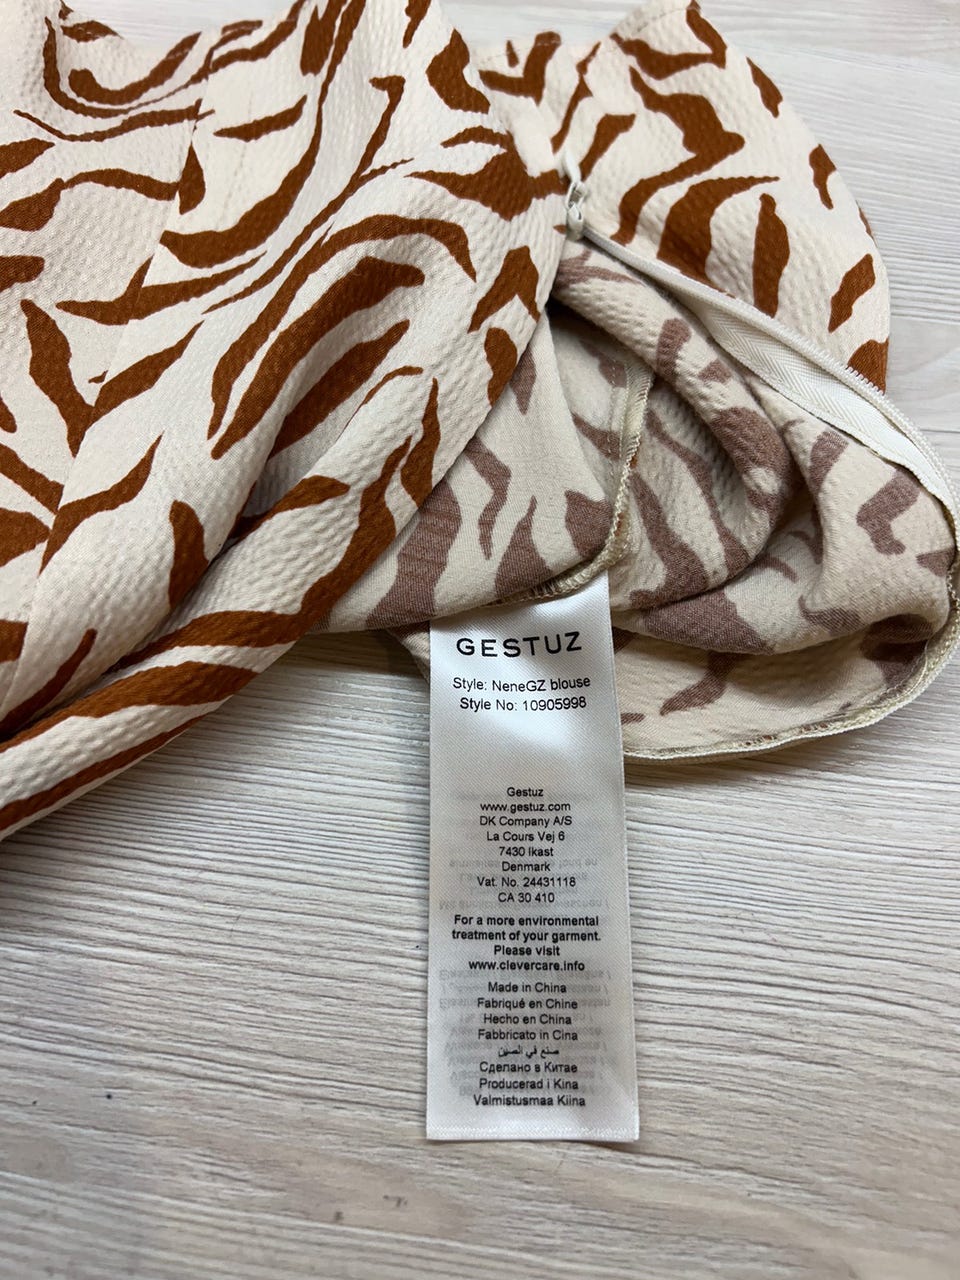 GESTUZ
Style: NeneGZ blouse
Style No: 10905998
Gestuz
www.gestuz.com
DK Company A/S
La Cours Vej 6
7430 Ikast
Denmark
Vat. No. 24431118
CA 30 410
For a more environmental
treatment of your garment.
Please visit
www.clevercare.info
Made in China
Fabriqué en Chine
Hecho en China
Fabbricato in Cina
صنع في الصين
Сделано в Китае
Producerad i Kina
Valmistusmaa Kiina